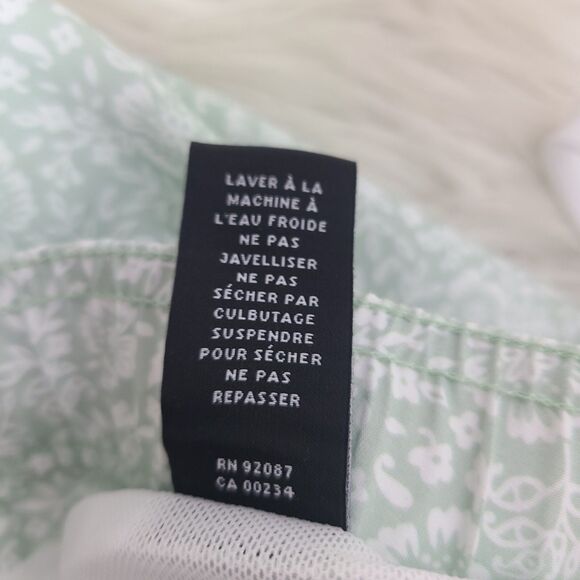 LAVER À LA
MACHINE À
L'EAU FROIDE
NE PAS
JAVELLISER
NE PAS
SÉCHER PAR
CULBUTAGE
SUSPENDRE
POUR SÉCHER
NE PAS
REPASSER
RN 92087
CA 00234